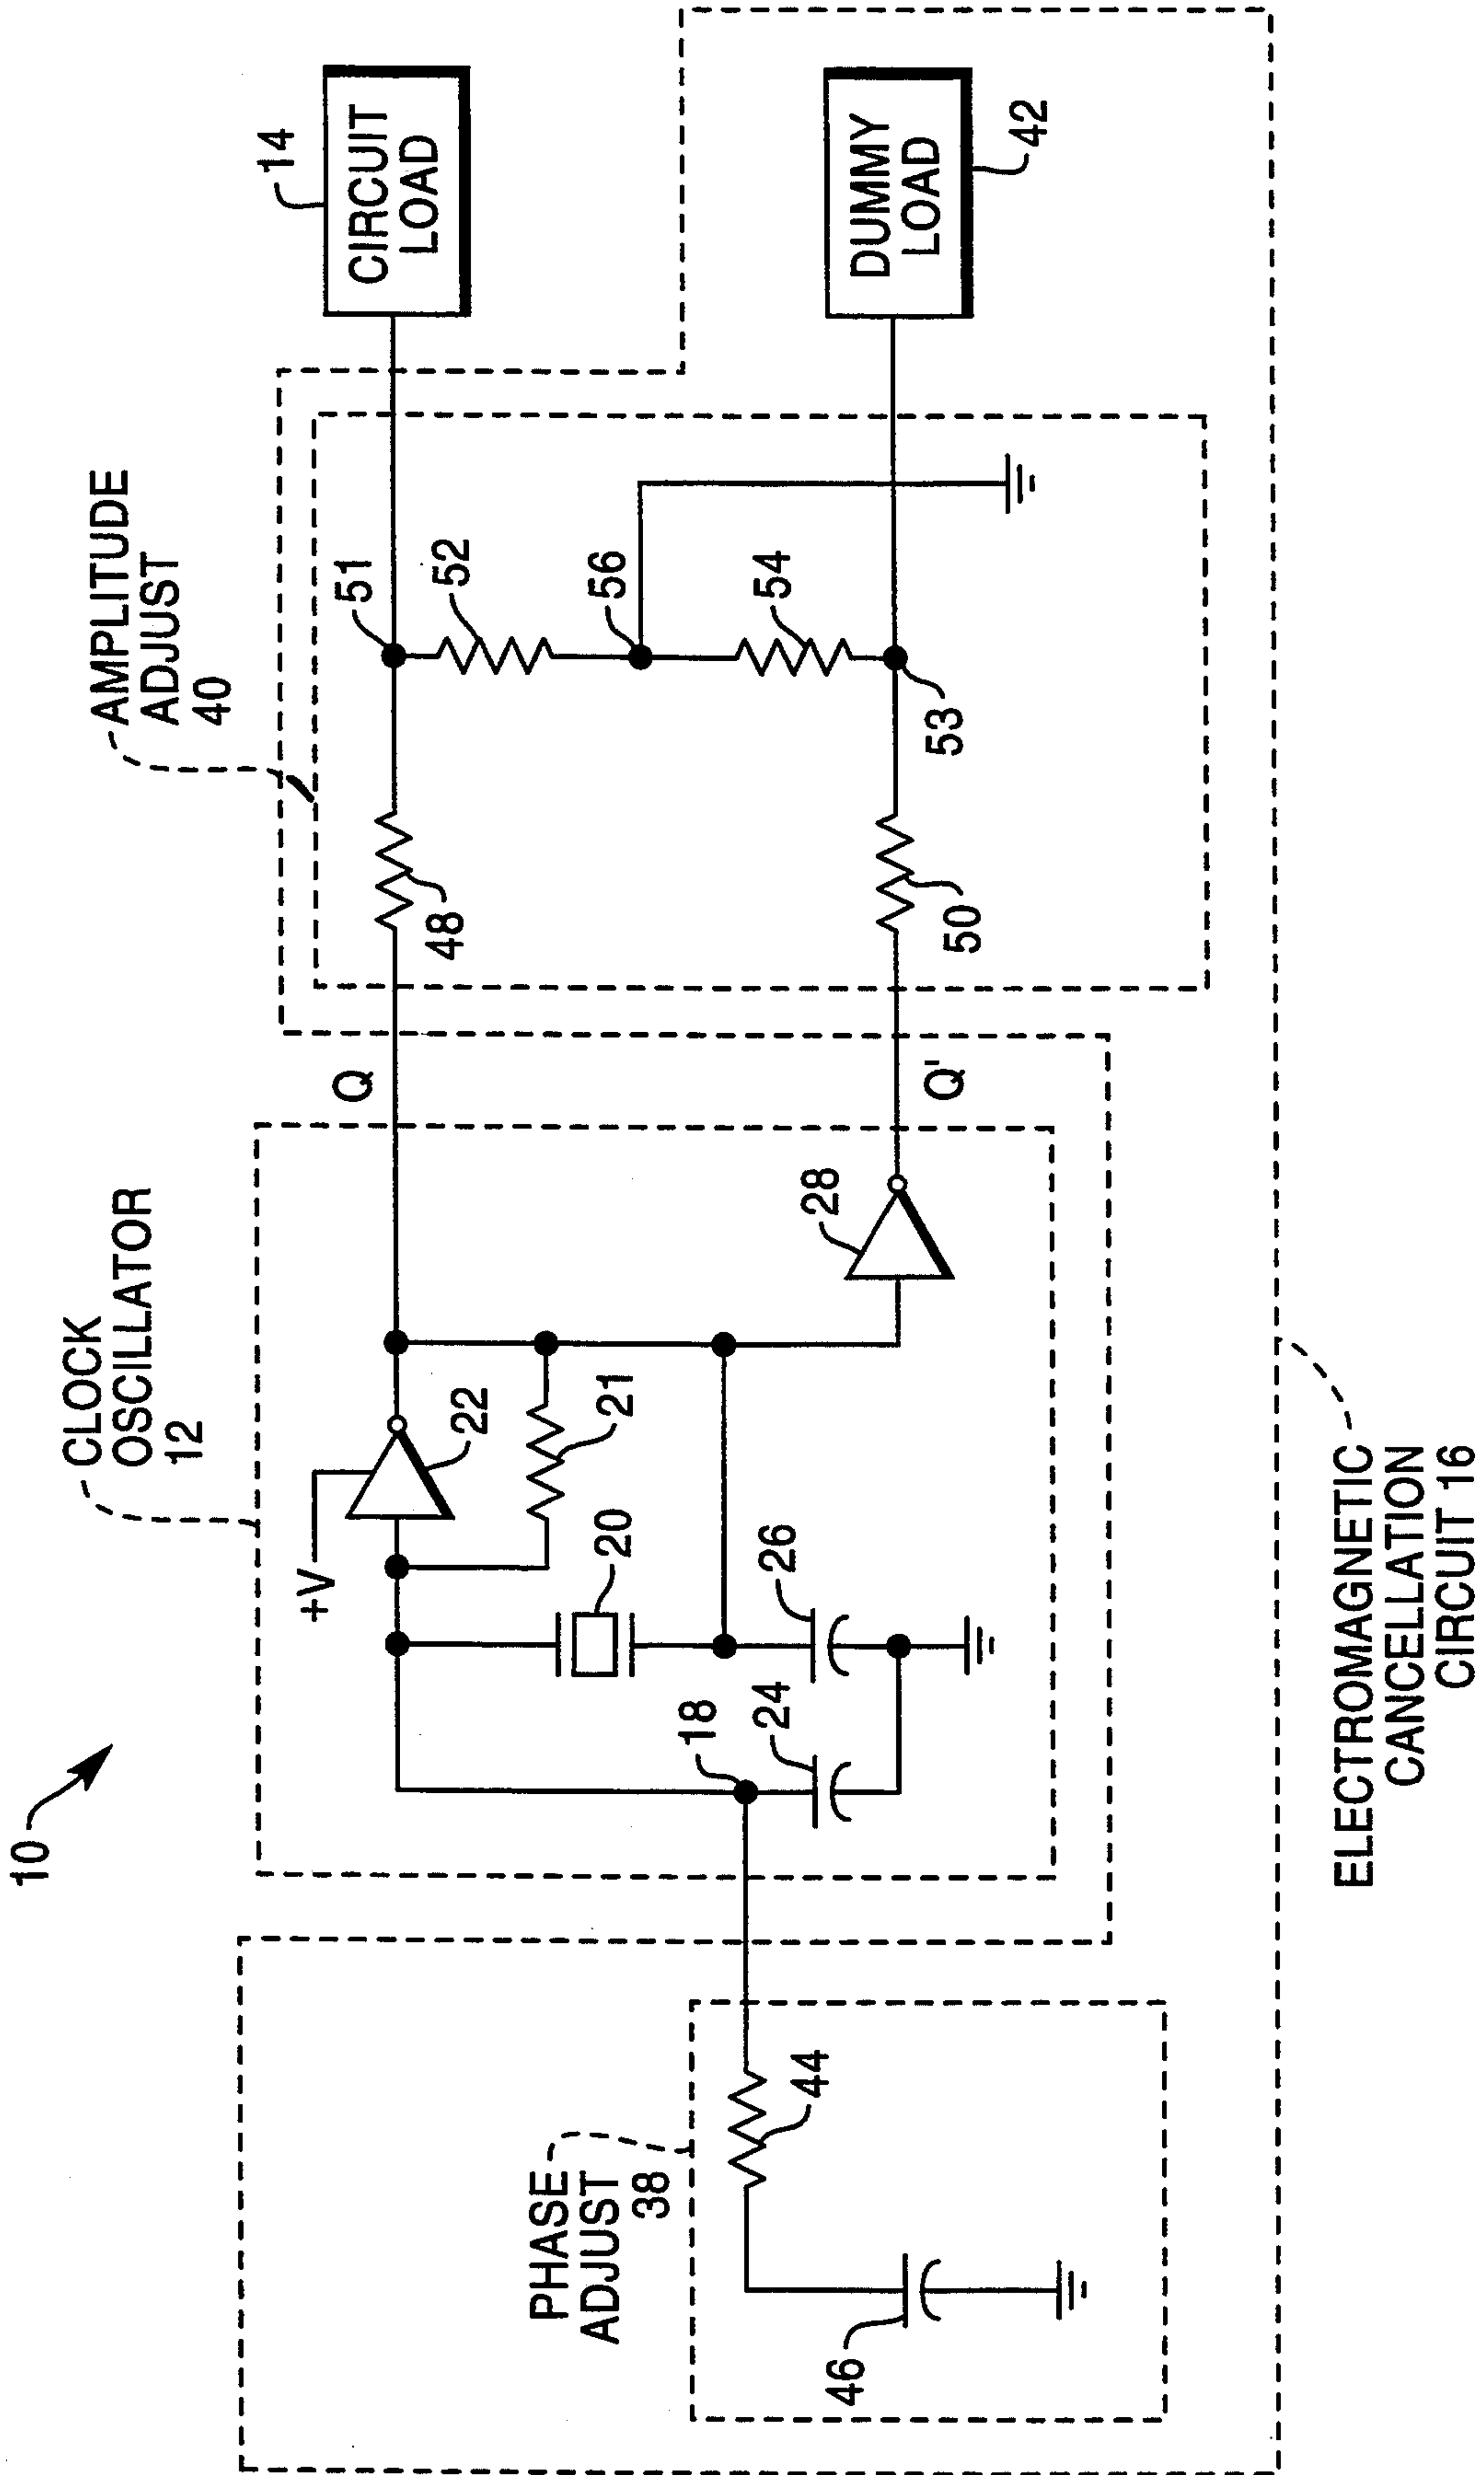 10
CLOCK
OSCILLATOR
12
AMPLITUDE
ADJUST
40
14
CIRCUIT
LOAD
+V
22
Q
48
51
52
21
20
56
PHASE
ADJUST
38
18
24
26
28
54
DUMMY
LOAD
42
44
46
Q'
50
53
ELECTROMAGNETIC
CANCELLATION
CIRCUIT 16